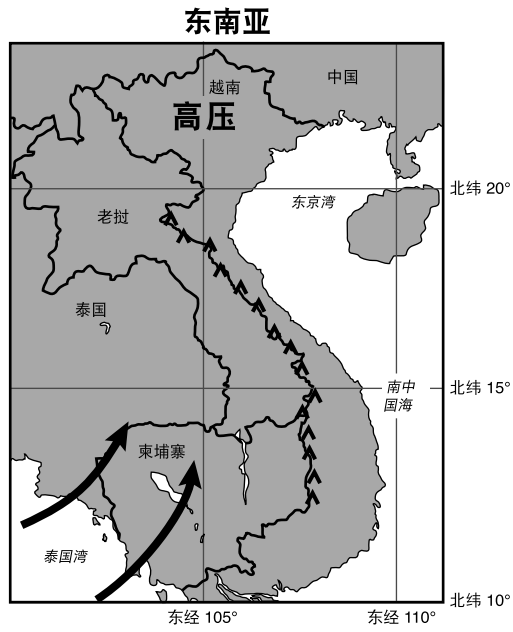 东南亚
越南
中国
高压
北纬 20°
东京湾
老挝
泰国
北纬 15°
南中
国海
柬埔寨
泰国湾
北纬 10°
东经 105°
东经 110°